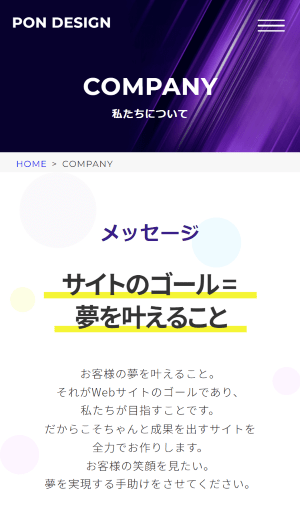 PON DESIGN
COMPANY
私たちについて
HOME > COMPANY
メッセージ
サイトのゴール =
夢を叶えること
お客様の夢を叶えること。
それがWebサイトのゴールであり、
私たちが目指すことです。
だからこそちゃんと成果を出すサイトを
全力でお作りします。
お客様の笑顔を見たい。
夢を実現する手助けをさせてください。